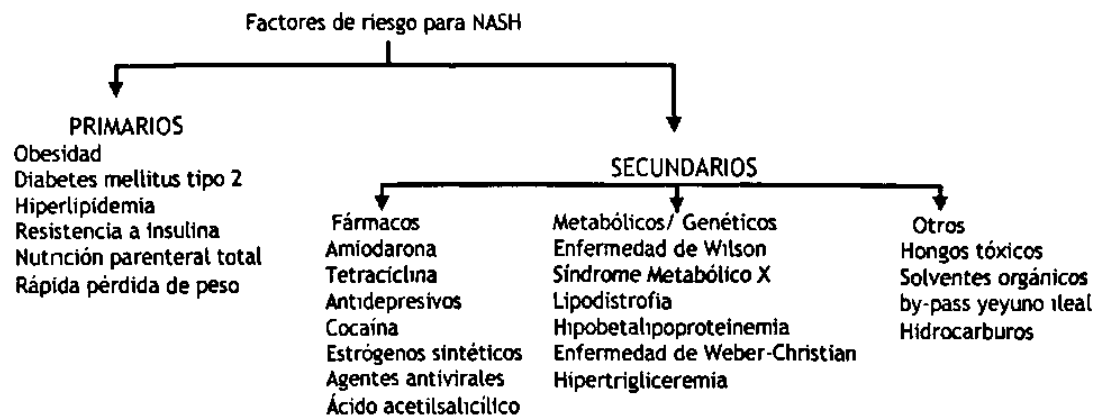 Factores de riesgo para NASH
PRIMARIOS
Obesidad
Diabetes mellitus tipo 2
Hiperlipidemia
Resistencia a insulina
Nutrición parenteral total
Rápida pérdida de peso
SECUNDARIOS
Fármacos
Amiodarona
Tetraciclina
Antidepresivos
Cocaína
Estrógenos sintéticos
Agentes antivirales
Ácido acetilsalicílico
Metabólicos/ Genéticos
Enfermedad de Wilson
Síndrome Metabólico X
Lipodistrofia
Hipobetalipoproteinemia
Enfermedad de Weber-Christian
Hipertrigliceremia
Otros
Hongos tóxicos
Solventes orgánicos
by-pass yeyuno ileal
Hidrocarburos